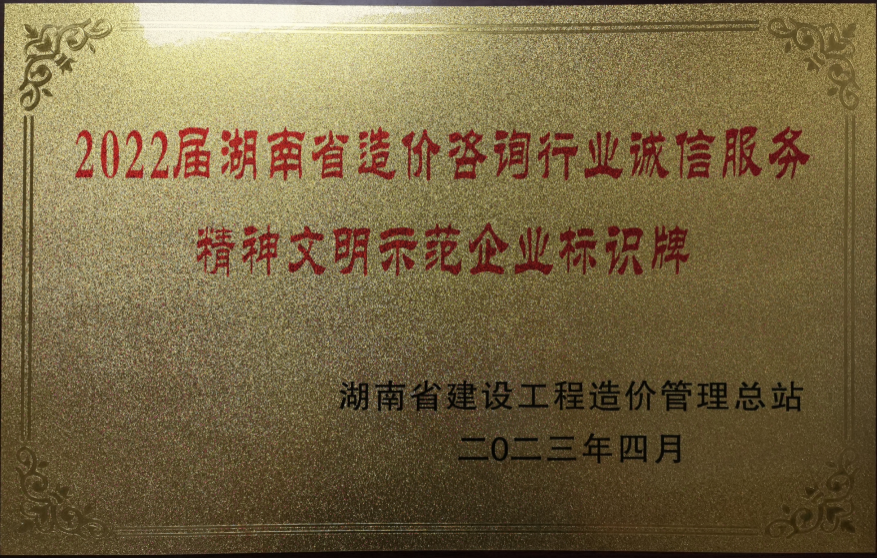 2022届湖南省造价咨询行业诚信服务
精神文明示范企业标识牌
湖南省建设工程造价管理总站
二〇二三年四月